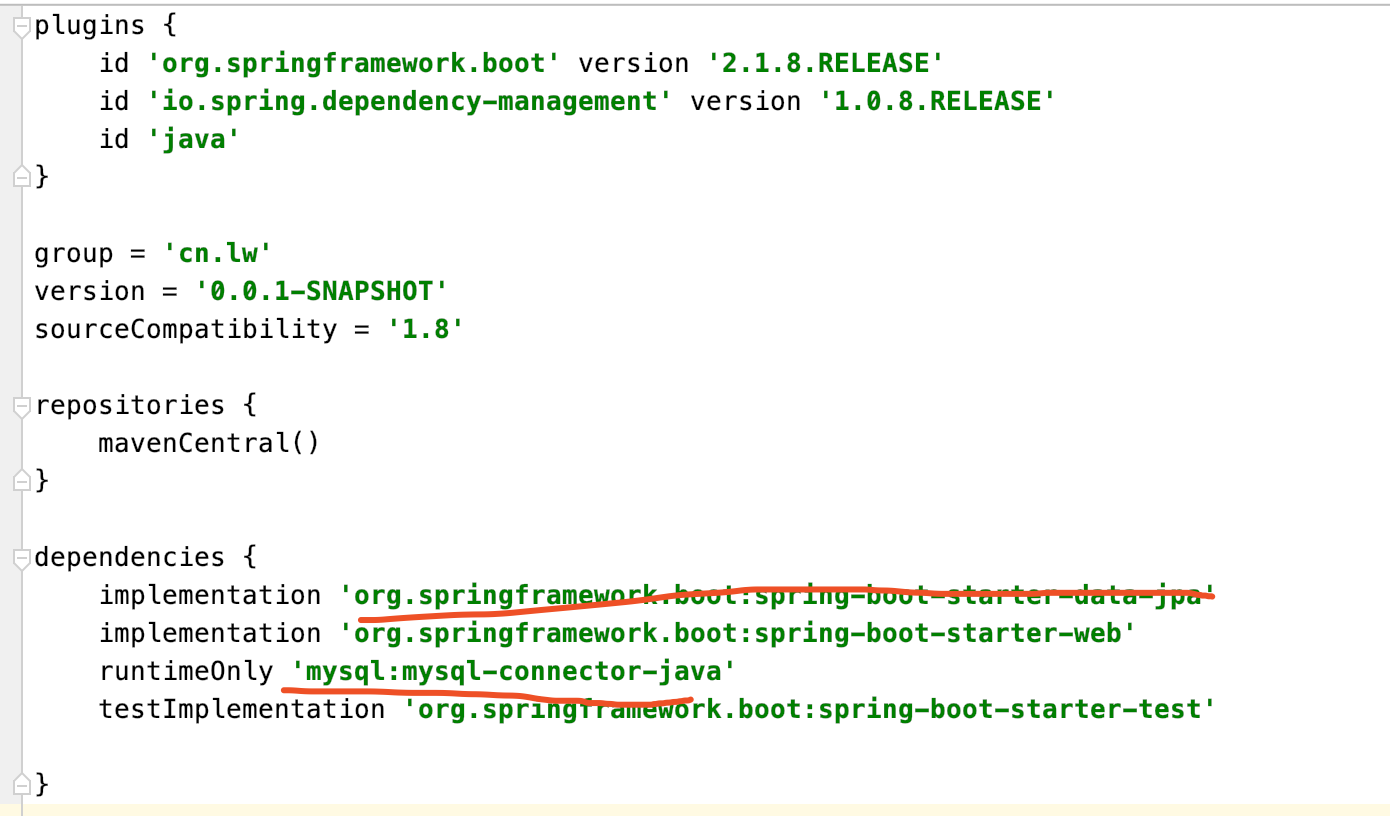 plugins {
    id 'org.springframework.boot' version '2.1.8.RELEASE'
    id 'io.spring.dependency-management' version '1.0.8.RELEASE'
    id 'java'
}
group = 'cn.lw'
version = '0.0.1-SNAPSHOT'
sourceCompatibility = '1.8'
repositories {
    mavenCentral()
}
dependencies {
    implementation 'org.springframework.boot:spring-boot-starter-data-jpa'
    implementation 'org.springframework.boot:spring-boot-starter-web'
    runtimeOnly 'mysql:mysql-connector-java'
    testImplementation 'org.springframework.boot:spring-boot-starter-test'
}